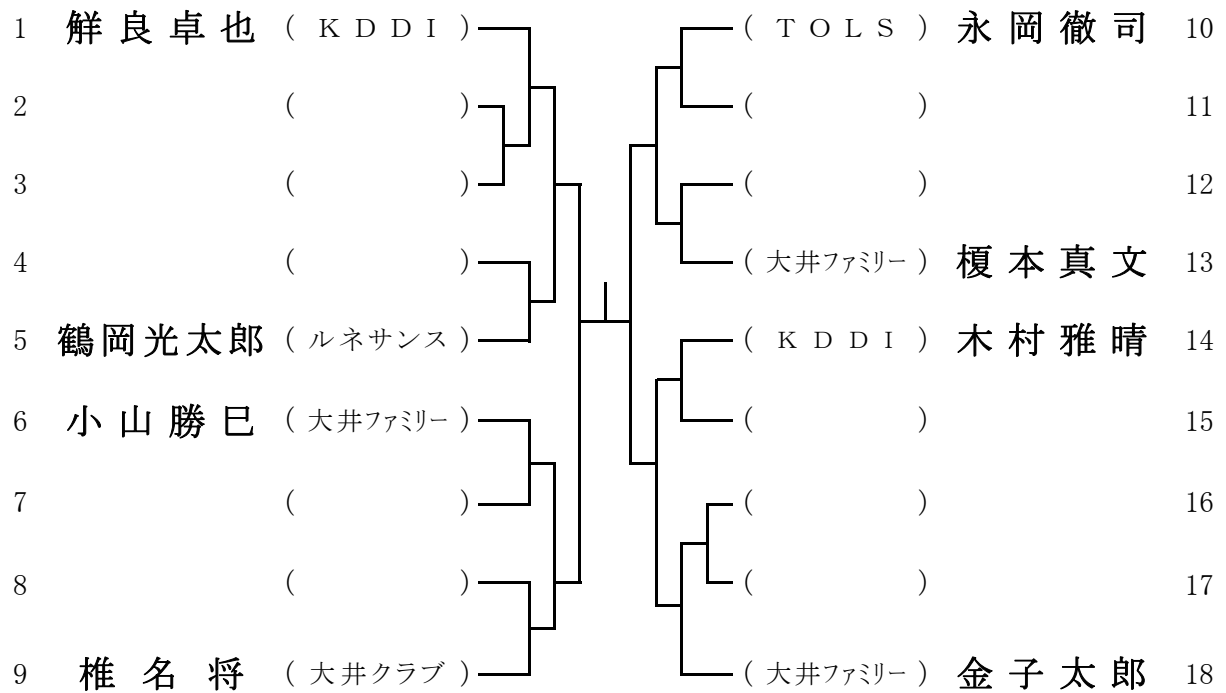 1 鮮良卓也 (KDDI)
2 ( )
3 ( )
4 ( )
5 鶴岡光太郎 (ルネサンス)
6 小山勝巳 (大井ファミリー)
7 ( )
8 ( )
9 椎名将 (大井クラブ)
(TOLS) 永岡徹司 10
( ) 11
( ) 12
(大井ファミリー) 榎本真文 13
(KDDI) 木村雅晴 14
( ) 15
( ) 16
( ) 17
(大井ファミリー) 金子太郎 18